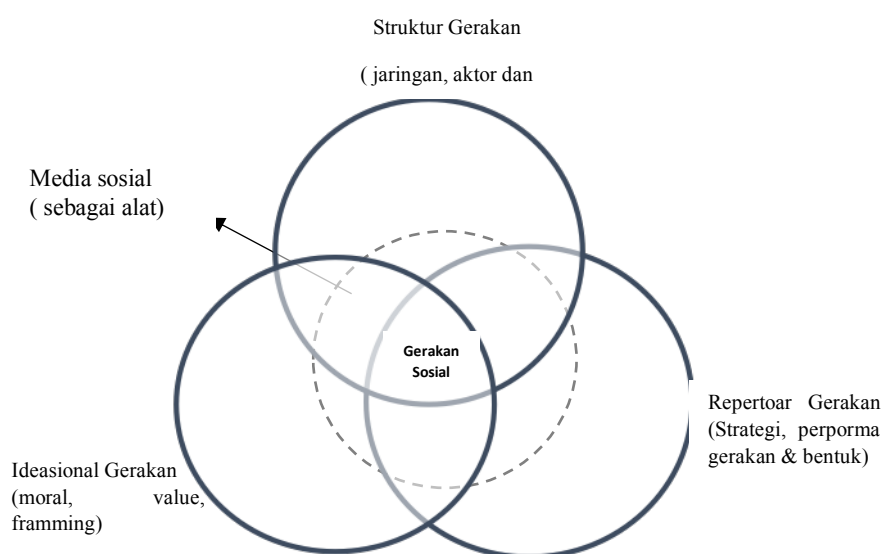 Struktur Gerakan
( jaringan, aktor dan
Media sosial
( sebagai alat)
Gerakan
Sosial
Repertoar Gerakan
(Strategi, perporma
gerakan & bentuk)
Ideasional Gerakan
(moral, value,
framming)